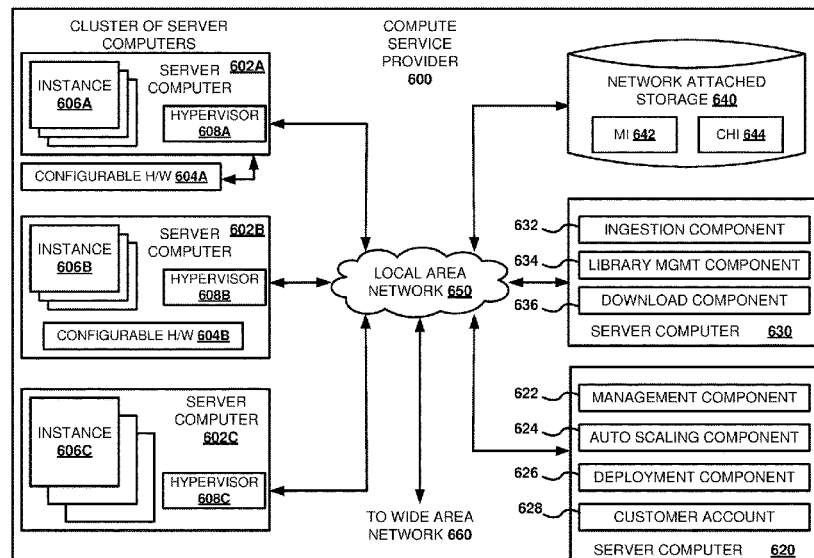 CLUSTER OF SERVER
COMPUTERS
SERVER 602A
COMPUTER
INSTANCE
606A
HYPERVISOR
608A
CONFIGURABLE H/W 604A
SERVER 602B
COMPUTER
INSTANCE
606B
HYPERVISOR
608B
CONFIGURABLE H/W 604B
SERVER
COMPUTER
602C
INSTANCE
606C
HYPERVISOR
608C
COMPUTE
SERVICE
PROVIDER
600
LOCAL AREA
NETWORK 650
TO WIDE AREA
NETWORK 660
NETWORK ATTACHED
STORAGE 640
MI 642
CHI 644
632
INGESTION COMPONENT
634
LIBRARY MGMT COMPONENT
636
DOWNLOAD COMPONENT
SERVER COMPUTER 630
622
MANAGEMENT COMPONENT
624
AUTO SCALING COMPONENT
626
DEPLOYMENT COMPONENT
628
CUSTOMER ACCOUNT
SERVER COMPUTER 620